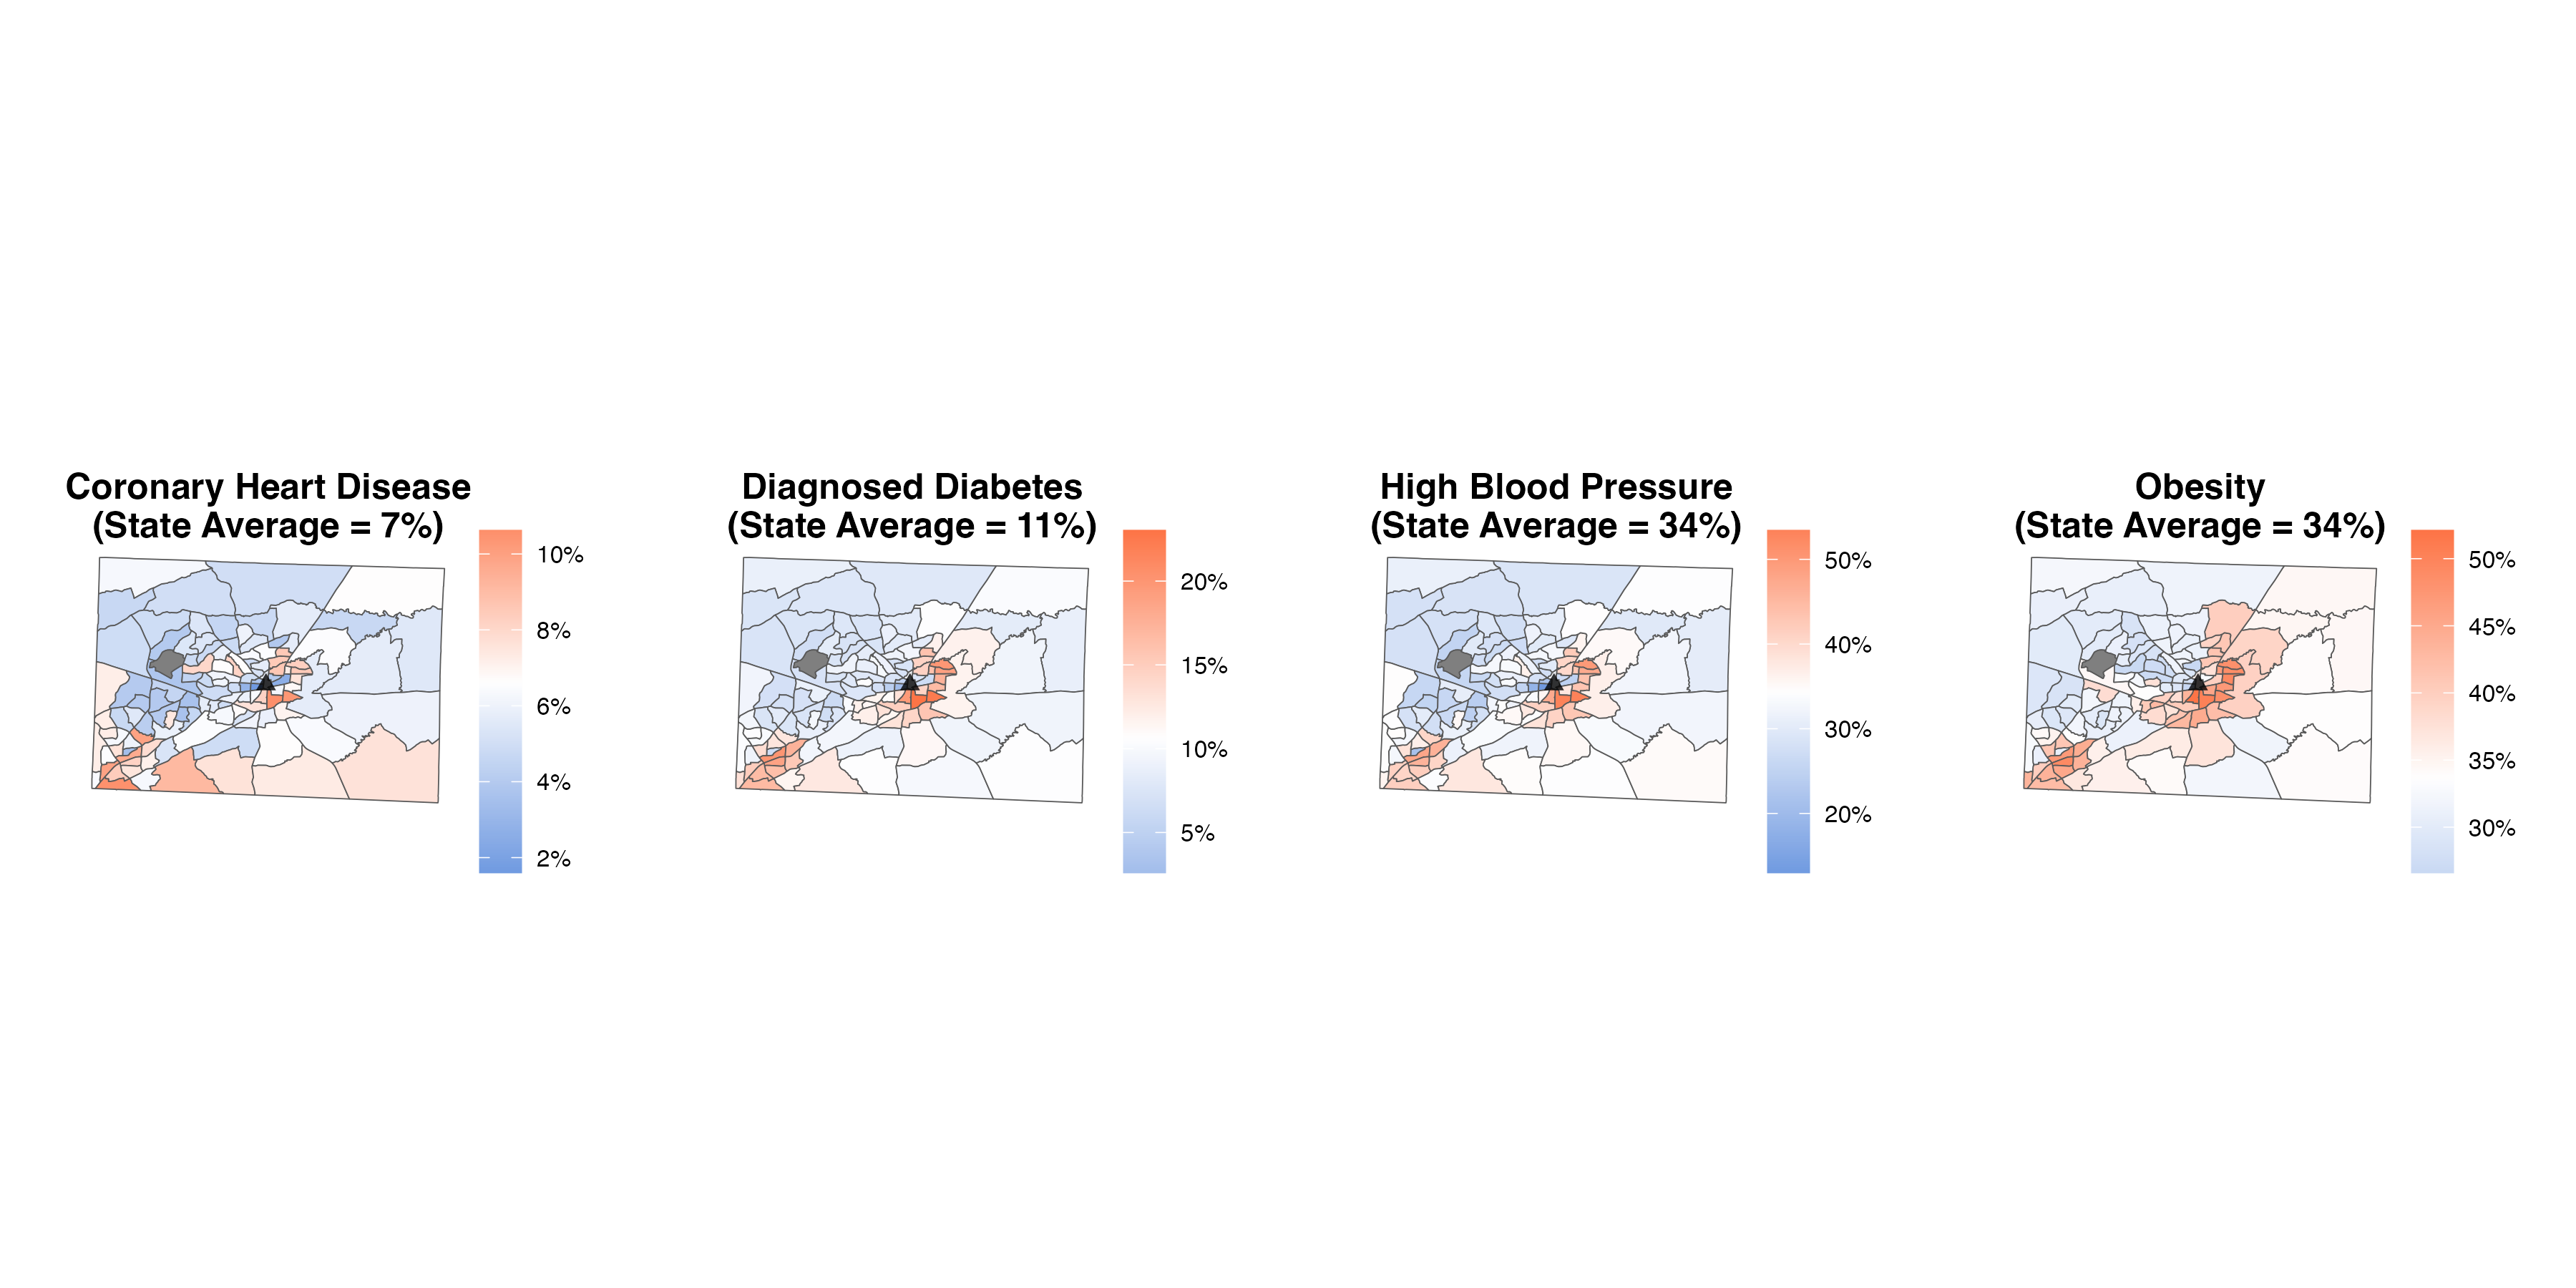 Coronary Heart Disease
(State Average = 7%)
10%
8%
6%
4%
2%
Diagnosed Diabetes
(State Average = 11%)
20%
15%
10%
5%
High Blood Pressure
(State Average = 34%)
50%
40%
30%
20%
Obesity
(State Average = 34%)
50%
45%
40%
35%
30%